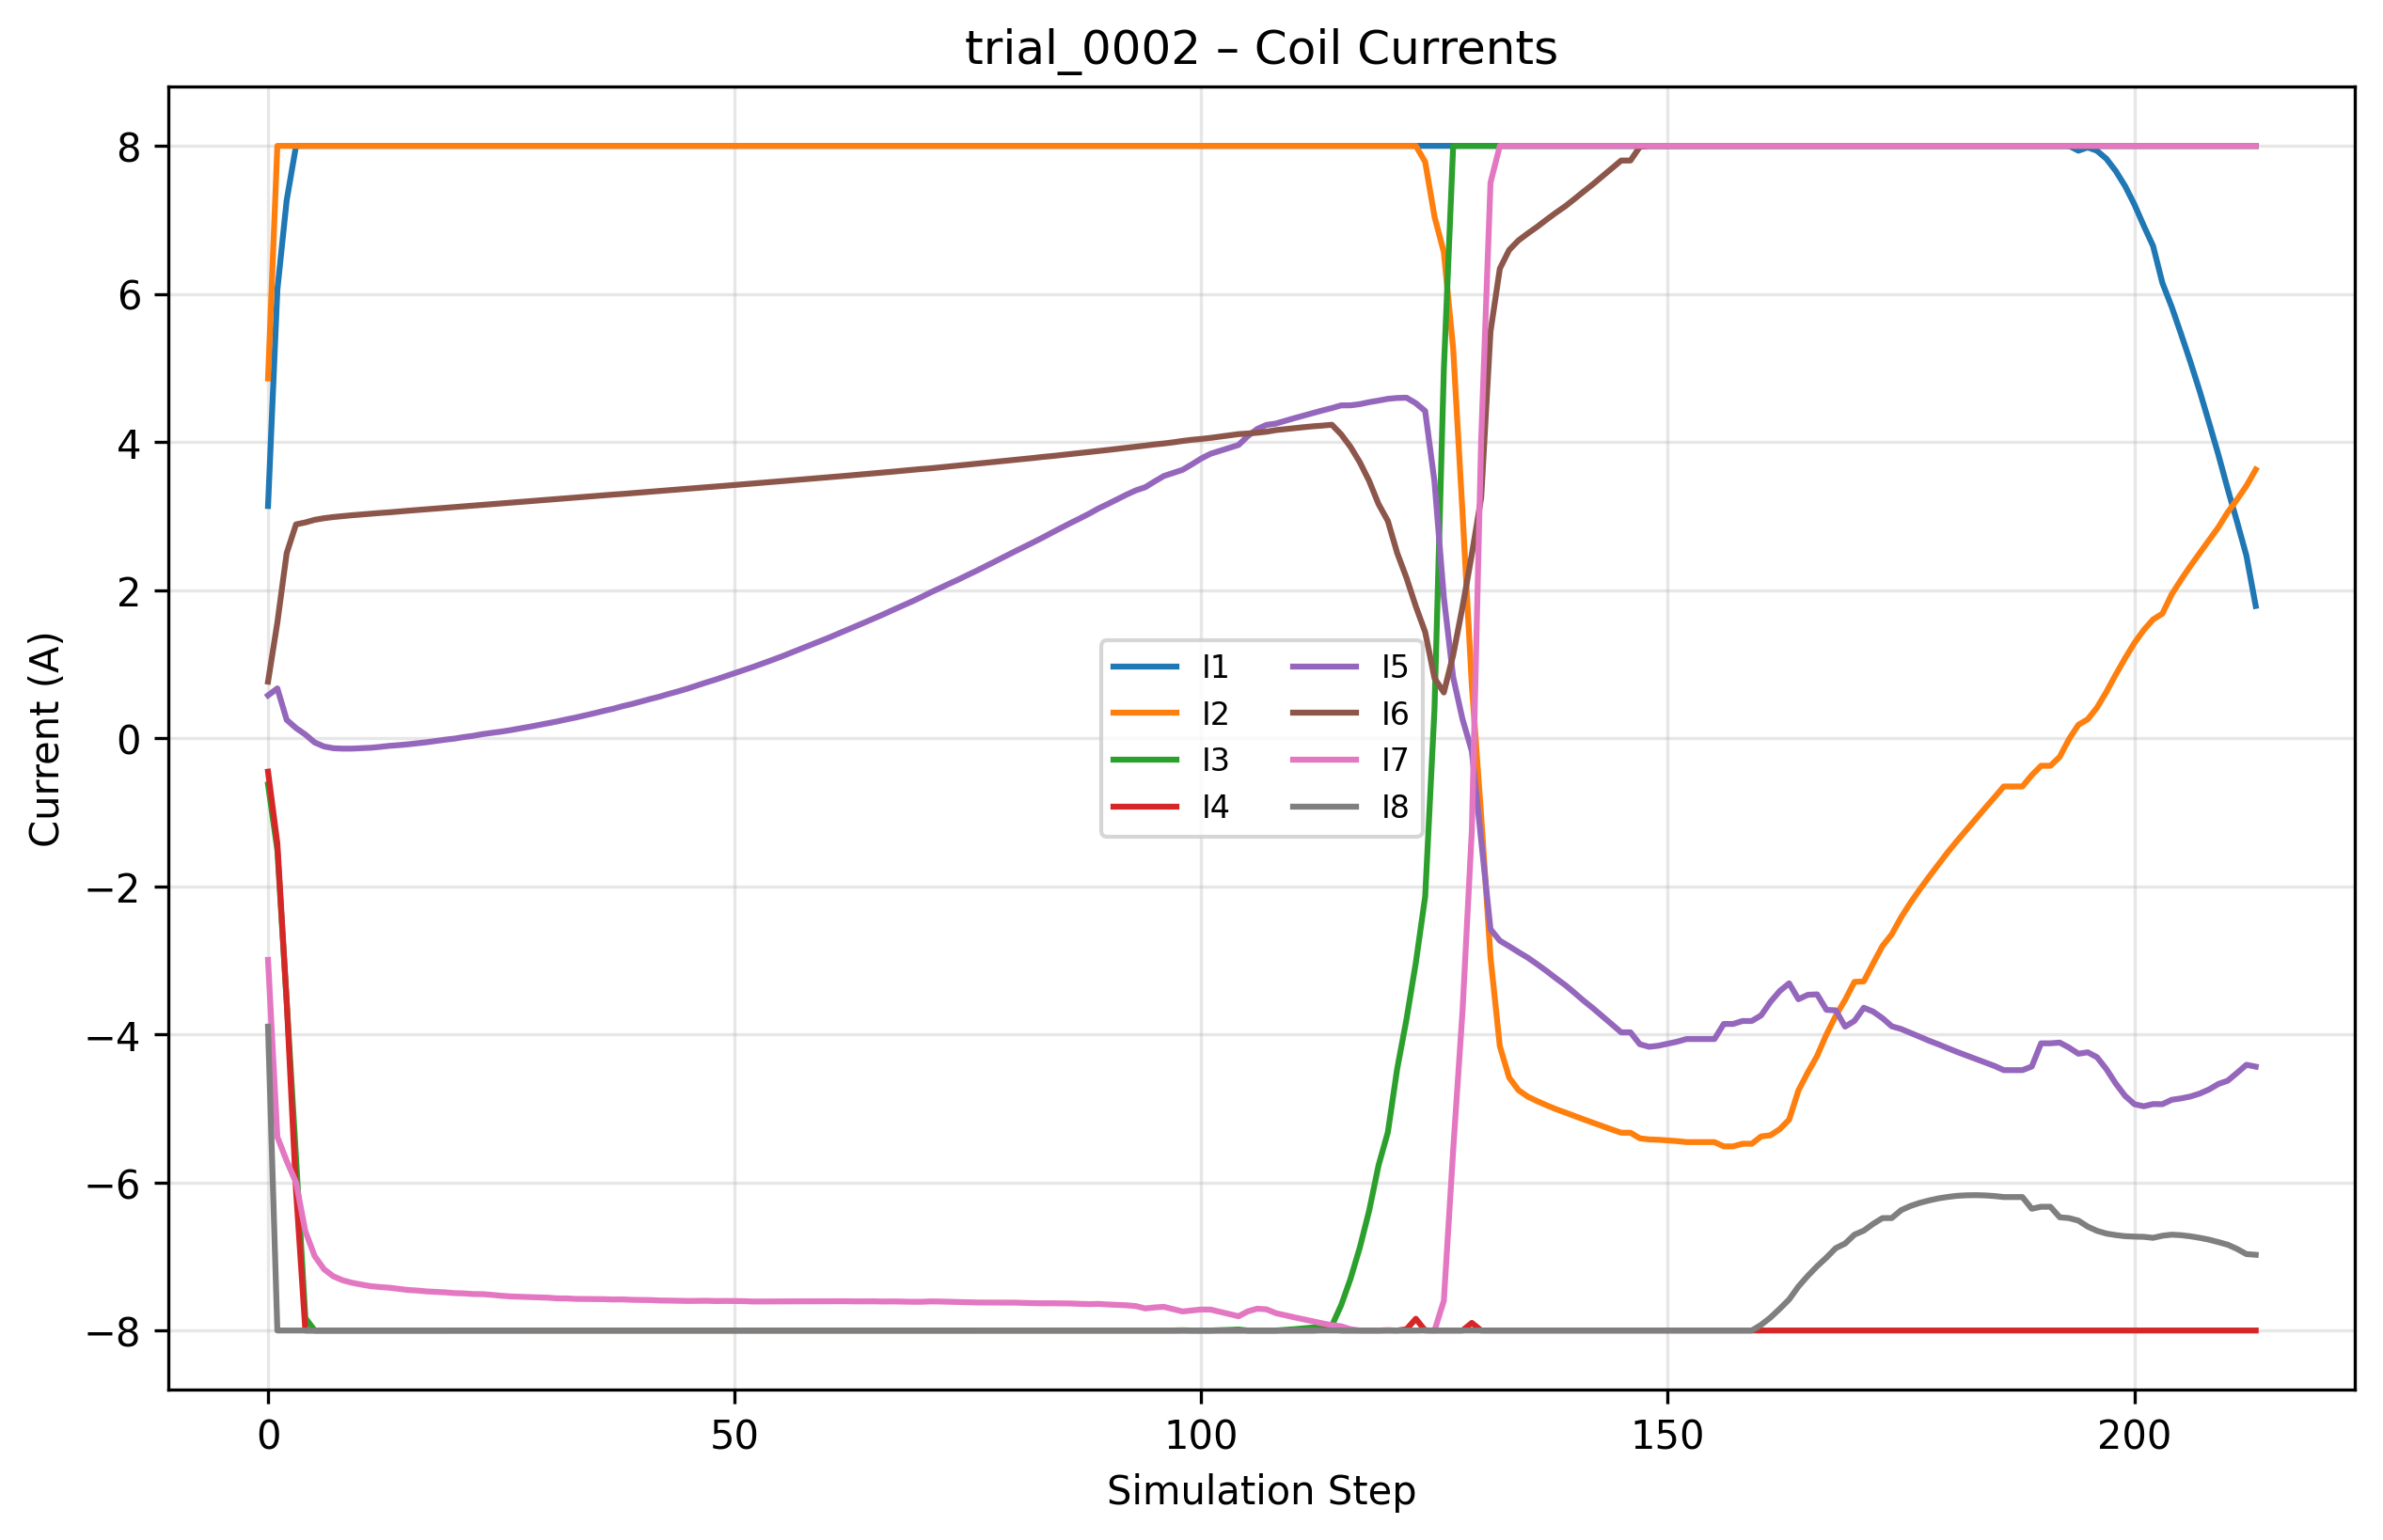 trial_0002 – Coil Currents
Current (A)
8
6
4
2
0
−2
−4
−6
−8
I1
I2
I3
I4
I5
I6
I7
I8
0
50
100
150
200
Simulation Step